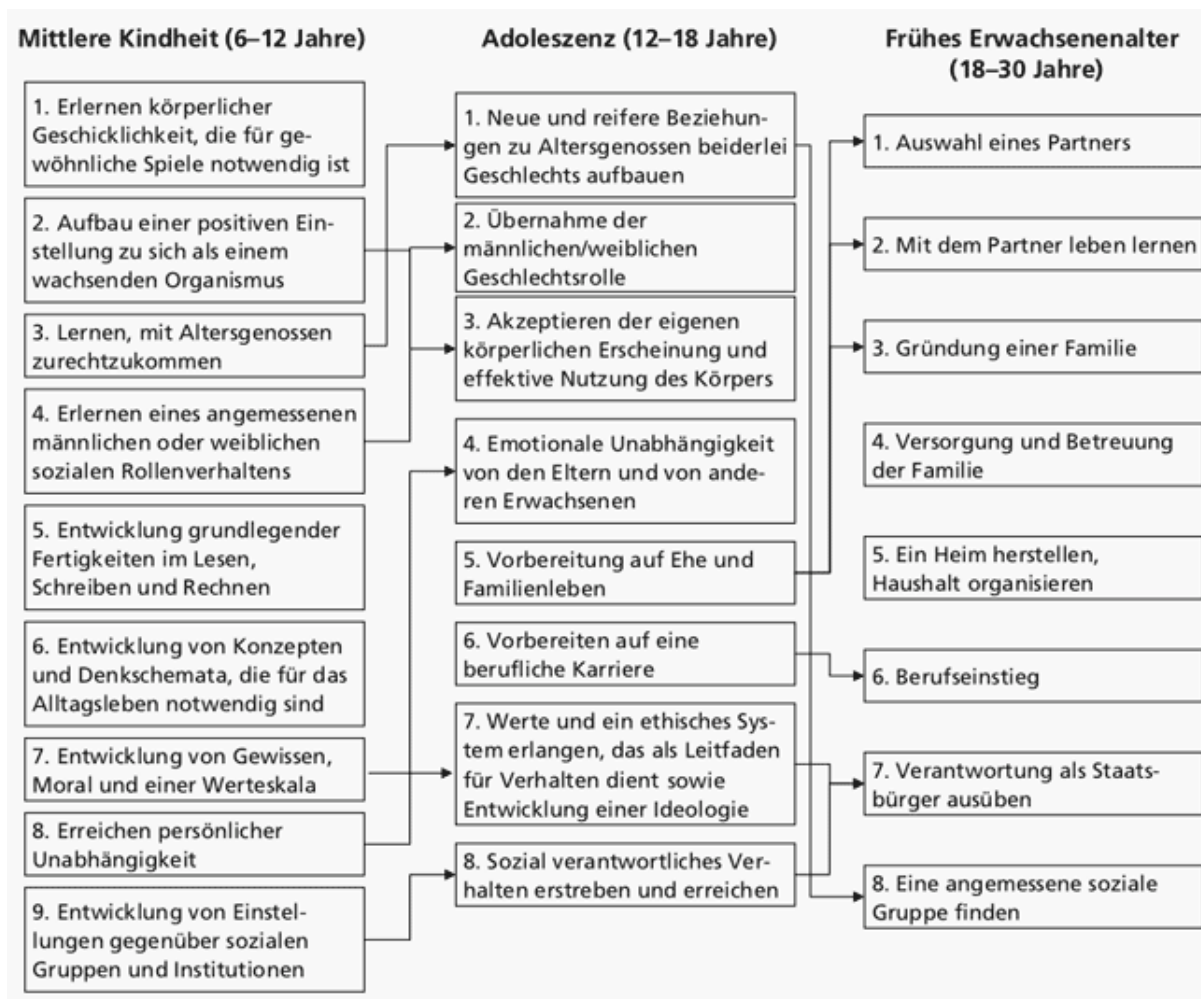 Mittlere Kindheit (6–12 Jahre)
1. Erlernen körperlicher
Geschicklichkeit, die für ge-
wöhnliche Spiele notwendig ist
2. Aufbau einer positiven Ein-
stellung zu sich als einem
wachsenden Organismus
3. Lernen, mit Altersgenossen
zurechtzukommen
4. Erlernen eines angemessenen
männlichen oder weiblichen
sozialen Rollenverhaltens
5. Entwicklung grundlegender
Fertigkeiten im Lesen,
Schreiben und Rechnen
6. Entwicklung von Konzepten
und Denkschemata, die für das
Alltagsleben notwendig sind
7. Entwicklung von Gewissen,
Moral und einer Werteskala
8. Erreichen persönlicher
Unabhängigkeit
9. Entwicklung von Einstel-
lungen gegenüber sozialen
Gruppen und Institutionen
Adoleszenz (12–18 Jahre)
1. Neue und reifere Beziehun-
gen zu Altersgenossen beiderlei
Geschlechts aufbauen
2. Übernahme der
männlichen/weiblichen
Geschlechtsrolle
3. Akzeptieren der eigenen
körperlichen Erscheinung und
effektive Nutzung des Körpers
4. Emotionale Unabhängigkeit
von den Eltern und von ande-
ren Erwachsenen
5. Vorbereitung auf Ehe und
Familienleben
6. Vorbereiten auf eine
berufliche Karriere
7. Werte und ein ethisches Sys-
tem erlangen, das als Leitfaden
für Verhalten dient sowie
Entwicklung einer Ideologie
8. Sozial verantwortliches Ver-
halten erstreben und erreichen
Frühes Erwachsenenalter
(18–30 Jahre)
1. Auswahl eines Partners
2. Mit dem Partner leben lernen
3. Gründung einer Familie
4. Versorgung und Betreuung
der Familie
5. Ein Heim herstellen,
Haushalt organisieren
6. Berufseinstieg
7. Verantwortung als Staats-
bürger ausüben
8. Eine angemessene soziale
Gruppe finden